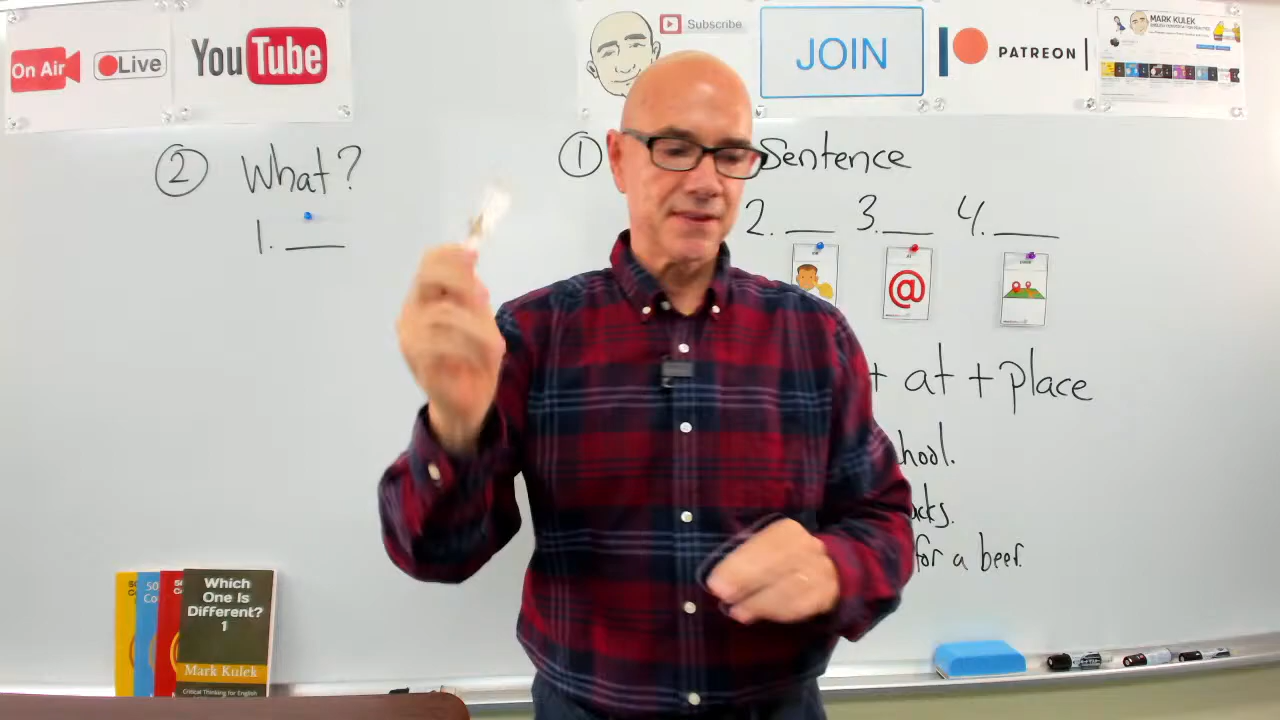 On Air
Live
YouTube
Subscribe
JOIN
PATREON
MARK KULEK
② What?
1. ___
① Sentence
2. ___ 3. ___ 4. ___
@
+ at + place
hool.
acks.
for a beer.
Which
One Is
Different?
1
Mark Kulek
Critical Thinking for English